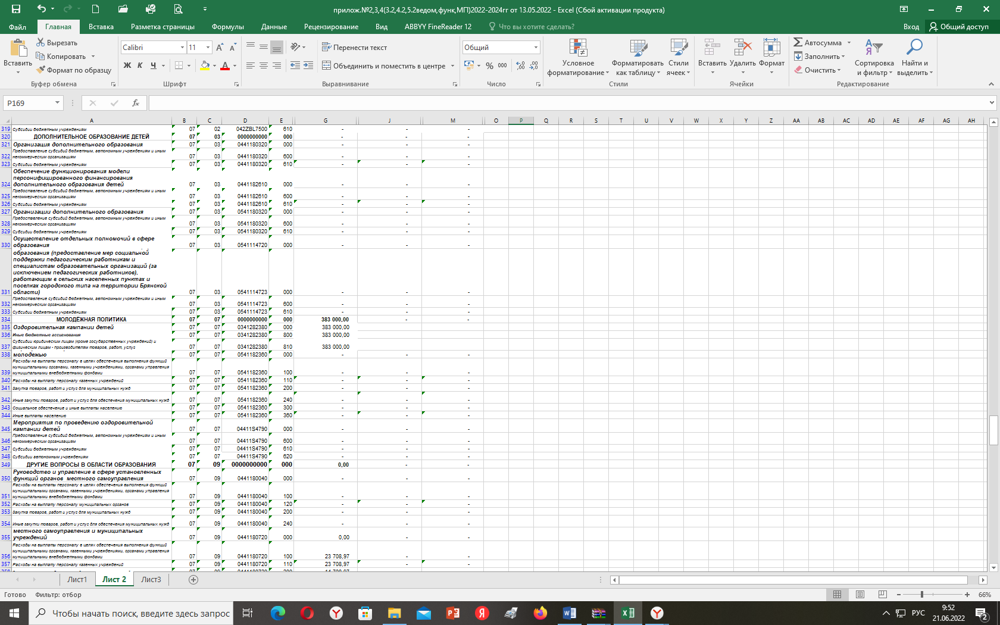 прилож.№2,3,4(3.2,4.2,5.2ведом,функ,МП)2022-2024гг от 13.05.2022 - Excel (Сбой активации продукта)
Файл Главная Вставка Разметка страницы Формулы Данные Рецензирование Вид ABBYY FineReader 12 Что вы хотите сделать? Вход Общий доступ
Вставить
Вырезать
Копировать
Формат по образцу
Буфер обмена
Calibri 11
Ж К Ч А
Шрифт
Перенести текст
Объединить и поместить в центре
Выравнивание
Общий
% 000
Число
Условное форматирование
Форматировать как таблицу
Стили ячеек
Стили
Вставить Удалить Формат
Ячейки
Автосумма
Заполнить
Очистить
Сортировка и фильтр
Найти и выделить
Редактирование
P169 fx
A B C D E G J M O P Q R S T U V W X Y Z AA AB AC AD AE AF AG AH
319 Субсидии бюджетным учреждениям 07 02 042ZBL7500 610 - - -
320 ДОПОЛНИТЕЛЬНОЕ ОБРАЗОВАНИЕ ДЕТЕЙ 07 03 0000000000 000 - - -
321 Организация дополнительного образования 07 03 0441180320 000 - - -
Предоставление субсидий бюджетным, автономным учреждениям и иным
322 некоммерческим организациям 07 03 0441180320 600 - - -
323 Субсидии бюджетным учреждениям 07 03 0441180320 610 - - -
Обеспечение функционирования модели
персонифицированного финансирования
324 дополнительного образования детей 07 03 0441182610 000 - - -
Предоставление субсидий бюджетным, автономным учреждениям и иным
325 некоммерческим организациям 07 03 0441182610 600 - - -
326 Субсидии бюджетным учреждениям 07 03 0441182610 610 - - -
327 Организации дополнительного образования 07 03 0541180320 000 - - -
Предоставление субсидий бюджетным, автономным учреждениям и иным
328 некоммерческим организациям 07 03 0541180320 600 - - -
329 Субсидии бюджетным учреждениям 07 03 0541180320 610 - - -
Осуществление отдельных полномочий в сфере
330 образования 07 03 0541114720 000 - - -
образования (предоставление мер социальной
поддержки педагогическим работникам и
специалистам образовательных организаций (за
исключением педагогических работников),
работающим в сельских населенных пунктах и
поселках городского типа на территории Брянской
331 области) 07 03 0541114723 000 - - -
Предоставление субсидий бюджетным, автономным учреждениям и иным
332 некоммерческим организациям 07 03 0541114723 600 - - -
333 Субсидии бюджетным учреждениям 07 03 0541114723 610 - - -
334 МОЛОДЁЖНАЯ ПОЛИТИКА 07 07 0000000000 000 383 000,00 - -
335 Оздоровительная кампании детей 07 07 0341282380 000 383 000,00
336 Иные бюджетные ассигнования 07 07 0341282380 800 383 000,00
Субсидии юридическим лицам (кроме государственных учреждений) и
337 физическим лицам - производителям товаров, работ, услуг 07 07 0341282380 810 383 000,00
338 молодежью 07 07 0541182360 000 - - -
Расходы на выплаты персоналу в целях обеспечения выполнения функций
муниципальными органами, казенными учреждениями, органами управления
339 муниципальными внебюджетными фондами 07 07 0541182360 100 - - -
340 Расходы на выплату персоналу казенных учреждений 07 07 0541182360 110 - - -
341 Закупка товаров, работ и услуг для муниципальных нужд 07 07 0541182360 200 - - -
342 Иные закупки товаров, работ и услуг для обеспечения муниципальных нужд 07 07 0541182360 240 - - -
343 Социальное обеспечение и иные выплаты населению 07 07 0541182360 300 - - -
344 Иные выплаты населению 07 07 0541182360 360 - - -
Мероприятия по проведению оздоровительной
345 кампании детей 07 07 04411S4790 000 - - -
Предоставление субсидий бюджетным, автономным учреждениям и иным
346 некоммерческим организациям 07 07 04411S4790 600 - - -
347 Субсидии бюджетным учреждениям 07 07 04411S4790 610 - - -
348 Субсидии автономным учреждениям 07 07 04411S4790 620 - - -
349 ДРУГИЕ ВОПРОСЫ В ОБЛАСТИ ОБРАЗОВАНИЯ 07 09 0000000000 000 0,00 - -
Руководство и управление в сфере установленных
350 функций органов местного самоуправления 07 09 0441180040 000 - - -
Расходы на выплаты персоналу в целях обеспечения выполнения функций
муниципальными органами, казенными учреждениями, органами управления
351 муниципальными внебюджетными фондами 07 09 0441180040 100 - - -
352 Расходы на выплату персоналу муниципальных органов 07 09 0441180040 120 - - -
353 Закупка товаров, работ и услуг для муниципальных нужд 07 09 0441180040 200 - - -
354 Иные закупки товаров, работ и услуг для обеспечения муниципальных нужд 07 09 0441180040 240 - - -
местного самоуправления и муниципальных
355 учреждений 07 09 0441180720 000 0,00 - -
Расходы на выплаты персоналу в целях обеспечения выполнения функций
муниципальными органами, казенными учреждениями, органами управления
356 муниципальными внебюджетными фондами 07 09 0441180720 100 23 708,97 - -
357 Расходы на выплату персоналу казенных учреждений 07 09 0441180720 110 23 708,97 - -
Лист1 Лист 2 Лист3
Готово Фильтр: отбор 66%
Чтобы начать поиск, введите здесь запрос
РУС 9:52
21.06.2022 2